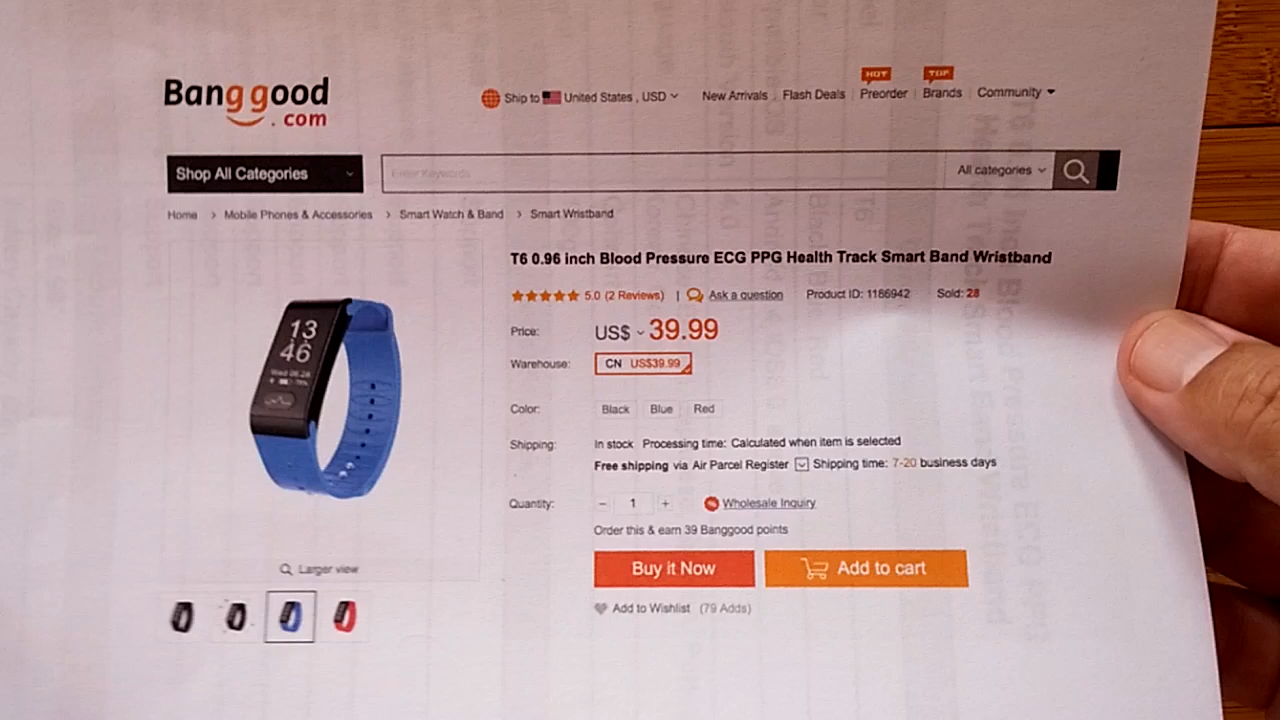 Banggood
.com
Ship to United States , USD
New Arrivals
Flash Deals
HOT
Preorder
TOP
Brands
Community
Shop All Categories
Enter Keywords
All categories
Home > Mobile Phones & Accessories > Smart Watch & Band > Smart Wristband
T6 0.96 inch Blood Pressure ECG PPG Health Track Smart Band Wristband
5.0 (2 Reviews) | Ask a question Product ID: 1186942 Sold: 28
Price: US$ 39.99
Warehouse: CN US$39.99
Color: Black Blue Red
Shipping: In stock Processing time: Calculated when item is selected
Free shipping via Air Parcel Register Shipping time: 7-20 business days
Quantity: - 1 + Wholesale Inquiry
Order this & earn 39 Banggood points
Buy it Now
Add to cart
Add to Wishlist (79 Adds)
13
46
Larger view